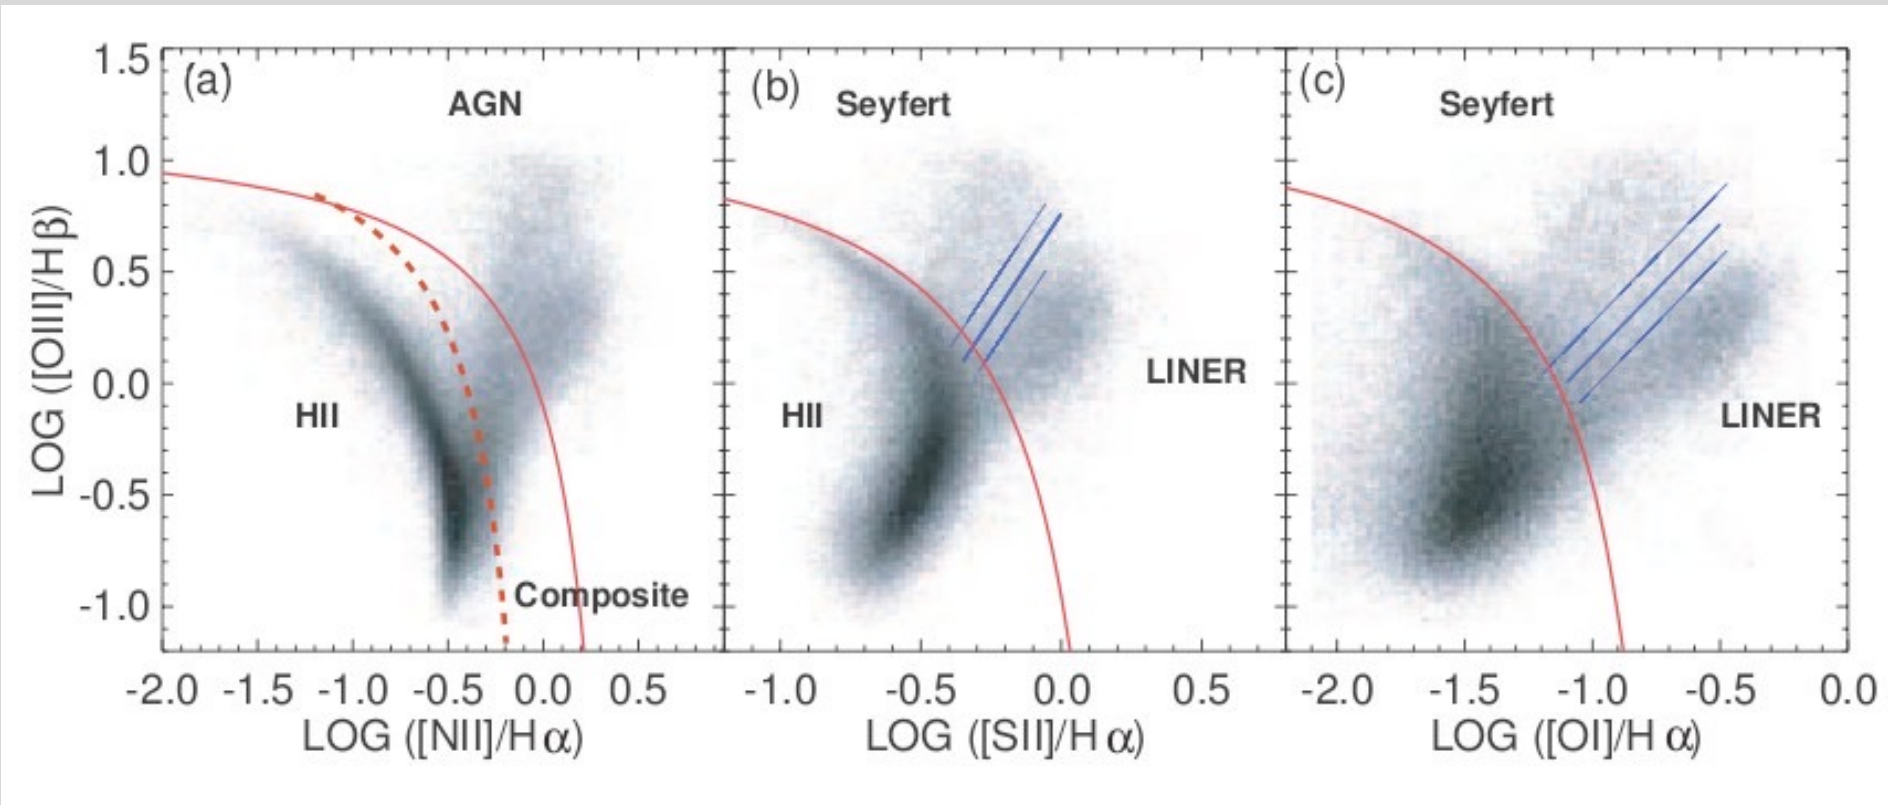 (a)
AGN
HII
Composite
(b)
Seyfert
HII
LINER
(c)
Seyfert
LINER
LOG ([OIII]/Hβ)
1.5
1.0
0.5
0.0
-0.5
-1.0
-2.0 -1.5 -1.0 -0.5 0.0 0.5
LOG ([NII]/Hα)
-1.0 -0.5 0.0 0.5
LOG ([SII]/Hα)
-2.0 -1.5 -1.0 -0.5 0.0
LOG ([OI]/Hα)